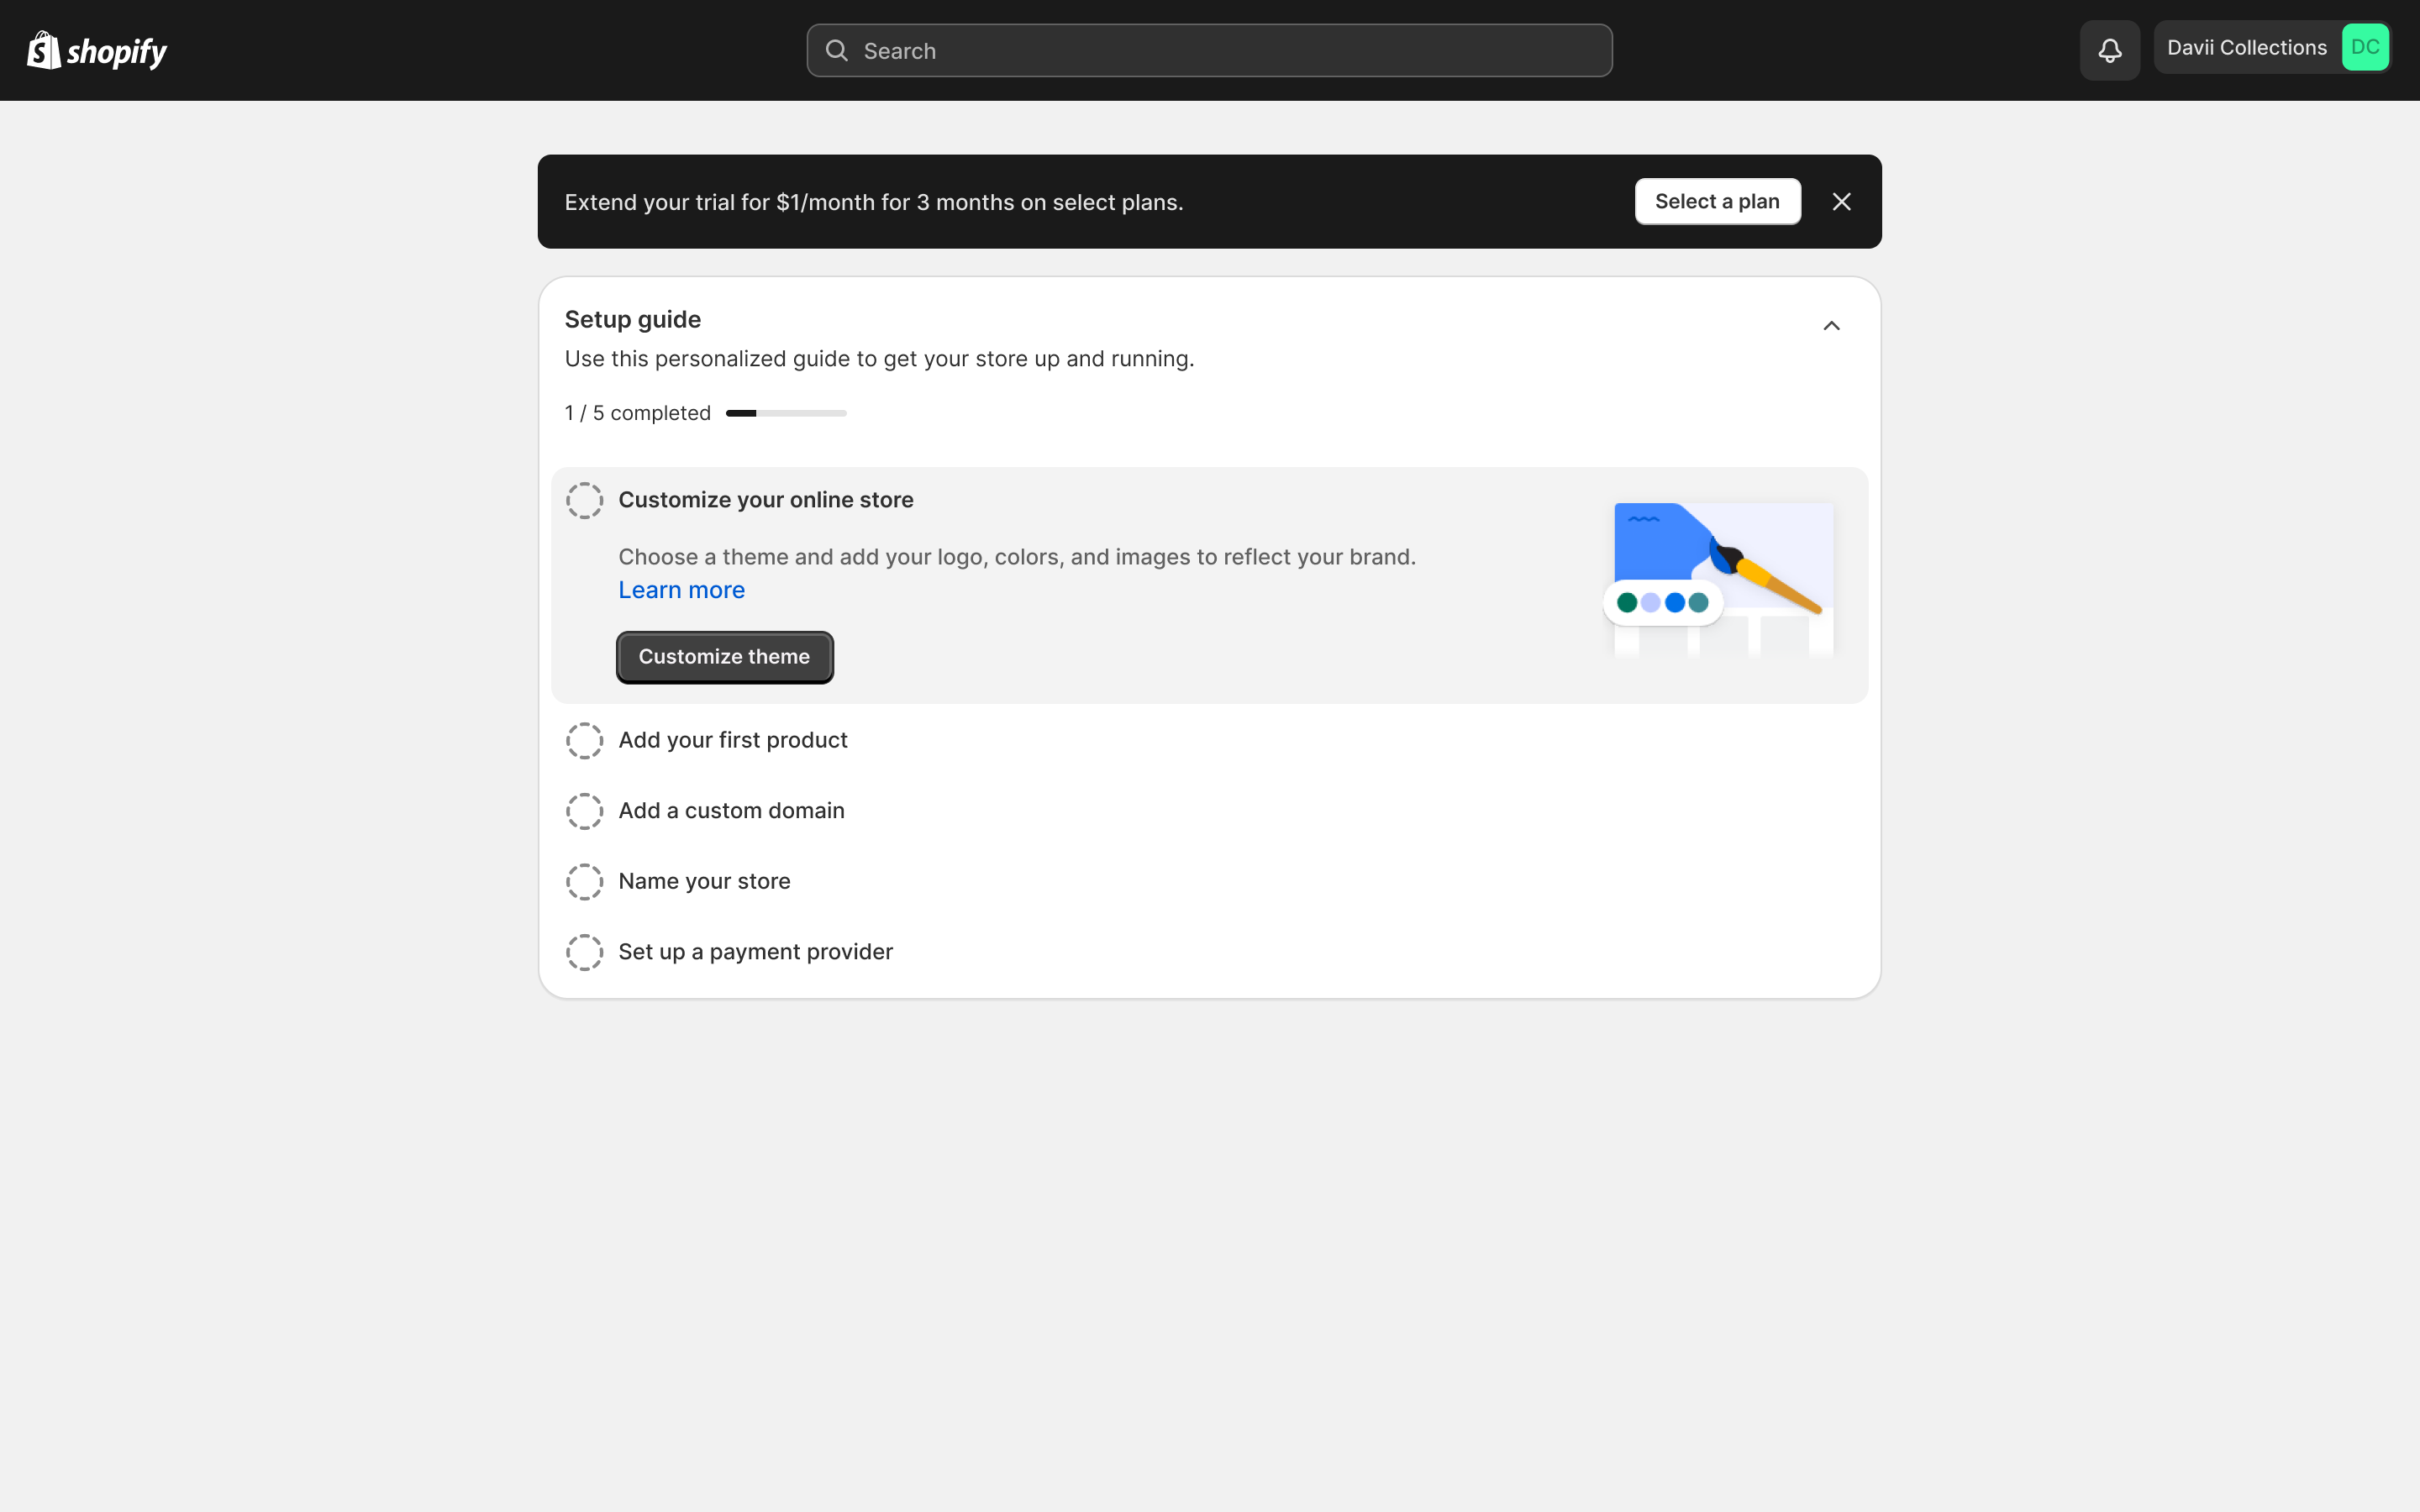 shopify
Search
Davii Collections
DC
Extend your trial for $1/month for 3 months on select plans.
Select a plan
Setup guide
Use this personalized guide to get your store up and running.
1 / 5 completed
Customize your online store
Choose a theme and add your logo, colors, and images to reflect your brand.
Learn more
Customize theme
Add your first product
Add a custom domain
Name your store
Set up a payment provider